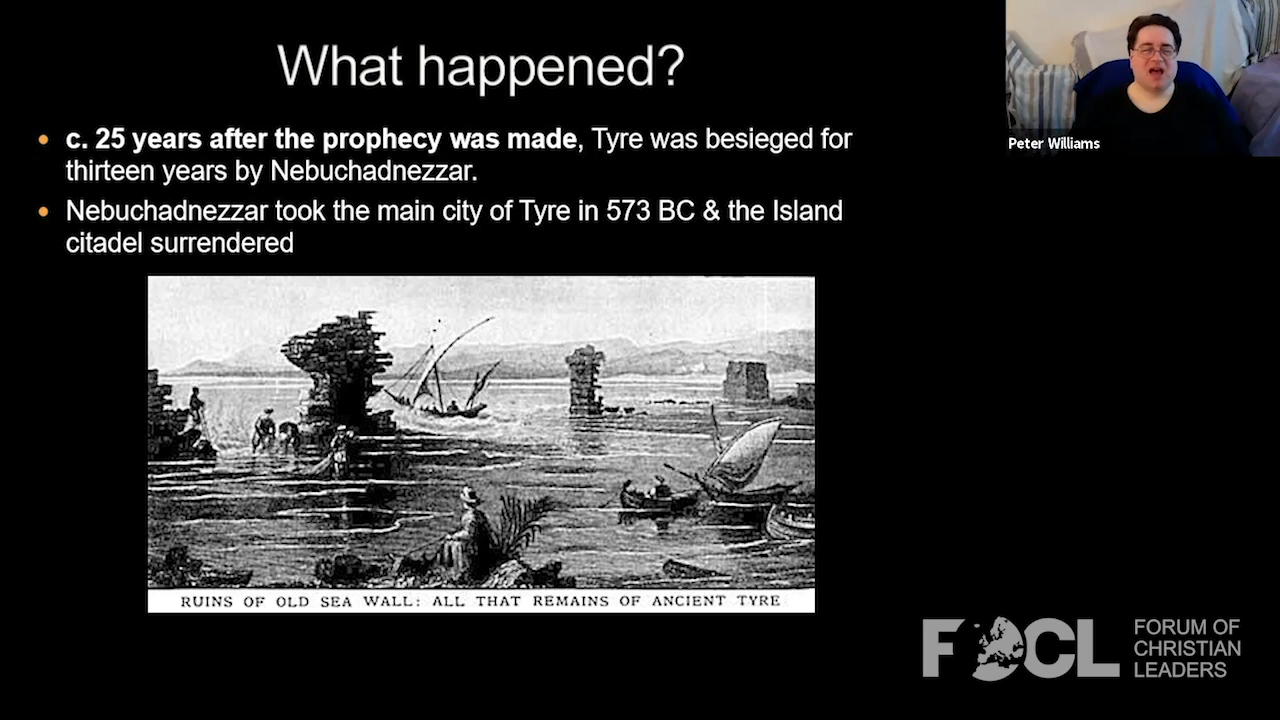 What happened?
• c. 25 years after the prophecy was made, Tyre was besieged for
thirteen years by Nebuchadnezzar.
• Nebuchadnezzar took the main city of Tyre in 573 BC & the Island
citadel surrendered
RUINS OF OLD SEA WALL: ALL THAT REMAINS OF ANCIENT TYRE
Peter Williams
FOCL
FORUM OF
CHRISTIAN
LEADERS